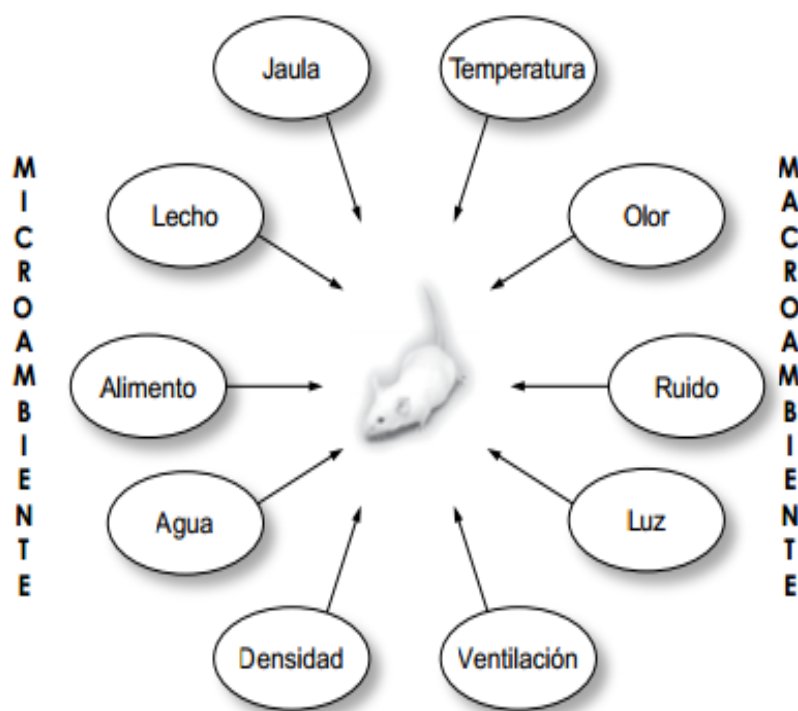 Jaula
Temperatura
MICROAMBIENTE
MACROAMBIENTE
Lecho
Olor
Alimento
Ruido
Agua
Luz
Densidad
Ventilación